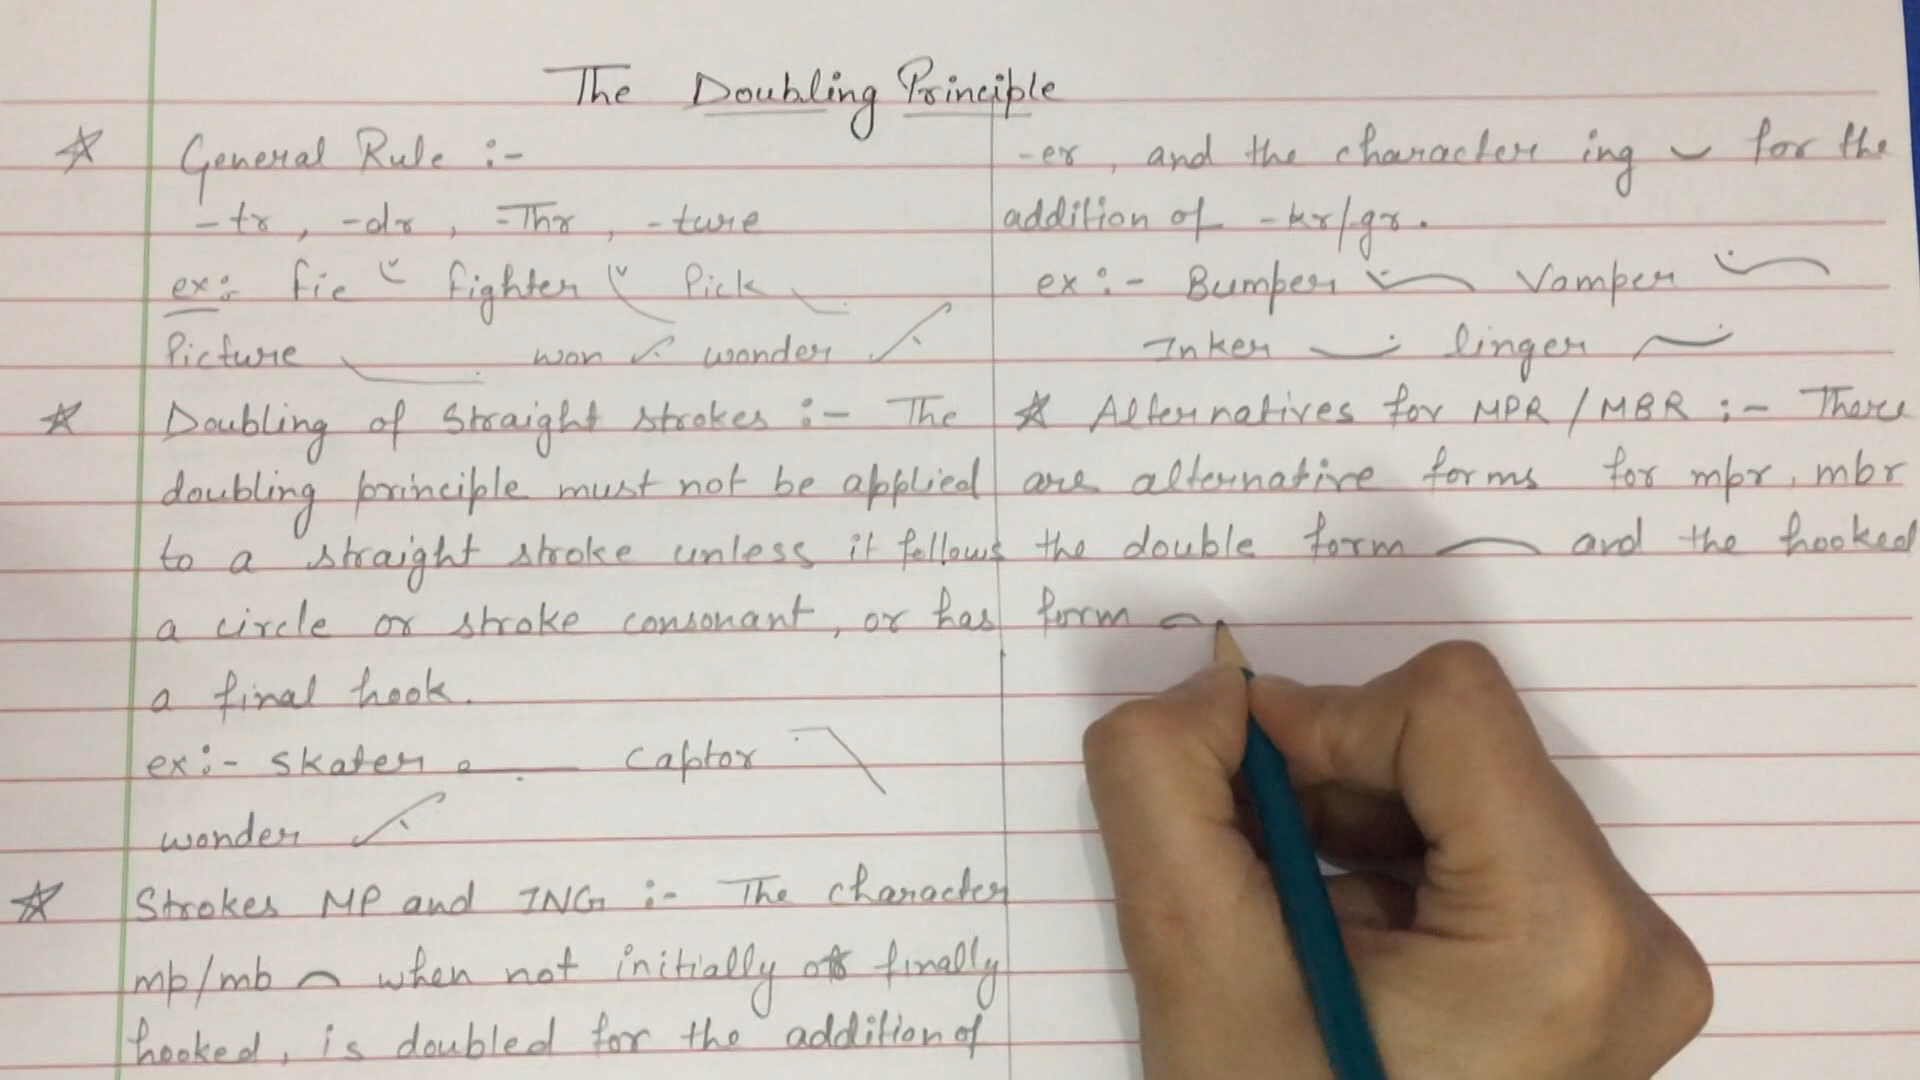 The Doubling Principle
☆ General Rule :-
-tr, -dr, =Thr, -ture
ex:- fie fighter Pick
Picture won wonder
☆ Doubling of Straight strokes :- The
doubling principle must not be applied
to a straight stroke unless it follows
a circle or stroke consonant, or has
a final hook.
ex:- skater captor
wonder
☆ Strokes MP and ING :- The character
mp/mb when not initially or finally
hooked, is doubled for the addition of
-er, and the character ing for the
addition of -kr/gr.
ex :- Bumper Vamper
Inker linger
☆ Alternatives for MPR / MBR :- There
are alternative forms for mpr, mbr
the double form and the hooked
form